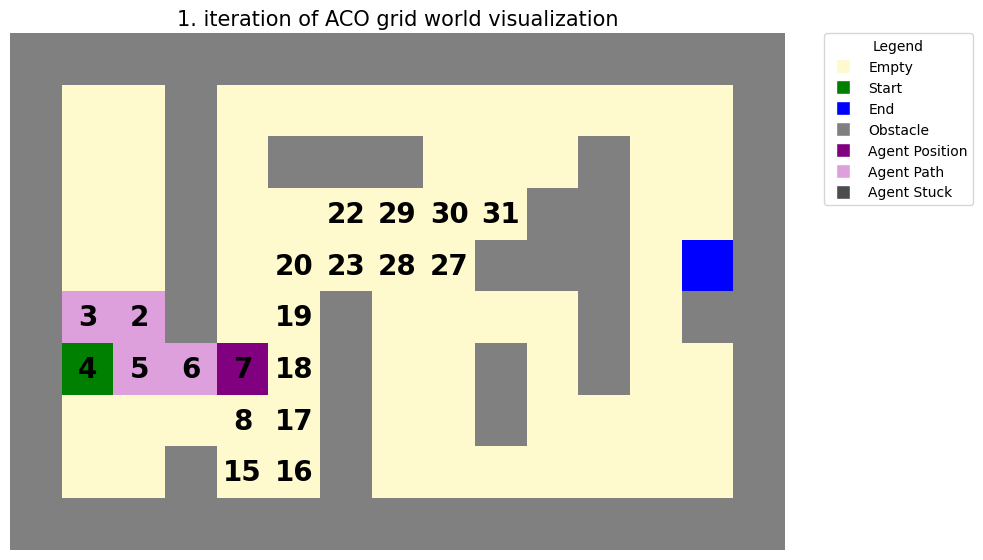 1. iteration of ACO grid world visualization
Legend
Empty
Start
End
Obstacle
Agent Position
Agent Path
Agent Stuck
22 29 30 31
20 23 28 27
3 2 19
4 5 6 7 18
8 17
15 16